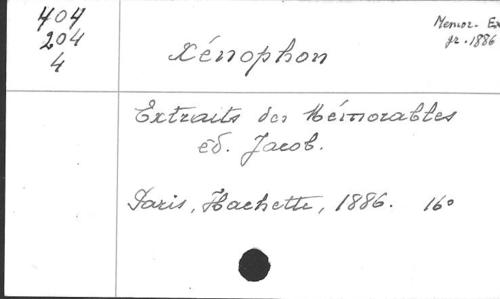 404
204
4
Memor. Ex
gr. 1886
Xénophon
Extraits des Mémorables
éd. Jacob.
Paris, Hachette, 1886. 16°